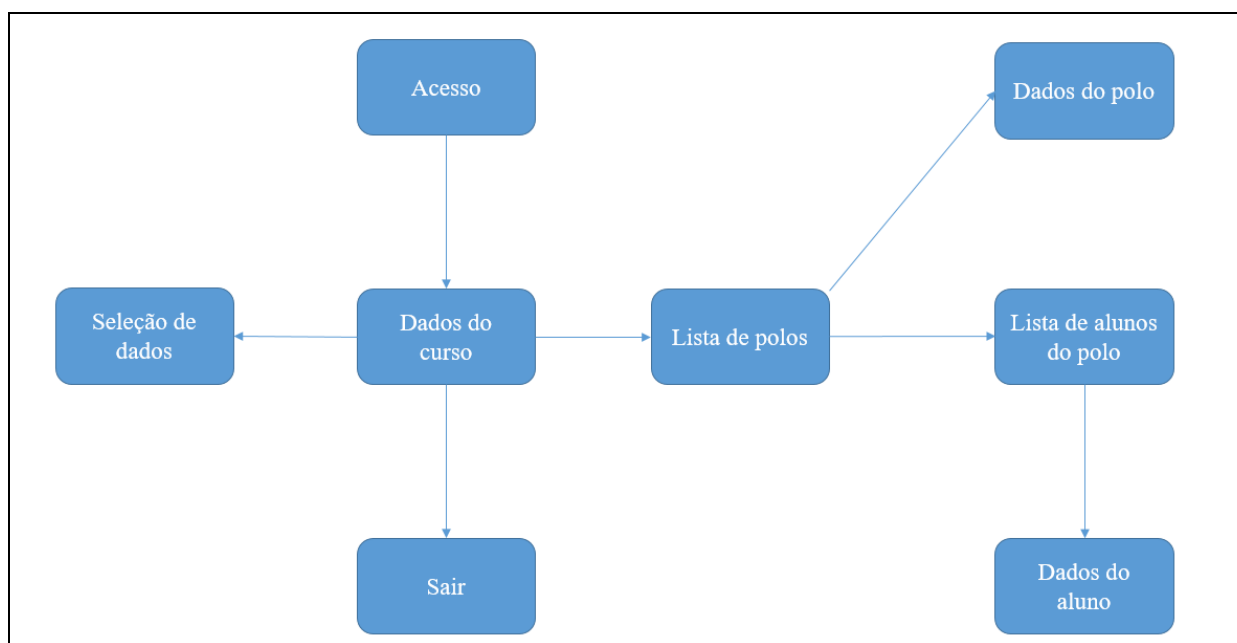 Acesso
Dados do polo
Seleção de
dados
Dados do
curso
Lista de polos
Lista de alunos
do polo
Sair
Dados do
aluno